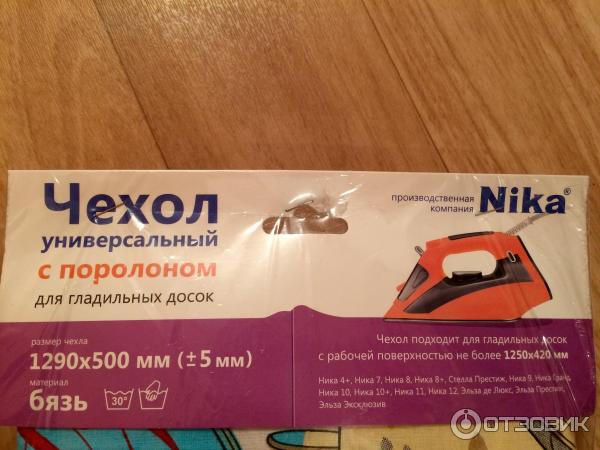 Чехол
универсальный
с поролоном
для гладильных досок
производственная
компания
Nika®
размер чехла
1290x500 мм (±5 мм)
материал
бязь
30°
Чехол подходит для гладильных досок
с рабочей поверхностью не более 1250x420 мм
Ника 4+, Ника 7, Ника 8, Ника 8+, Стелла Престиж, Ника 9, Ника Гранд
Ника 10, Ника 10+, Ника 11, Ника 12, Эльза де Люкс, Эльза Престиж,
Эльза Эксклюзив
ОТЗОВИК